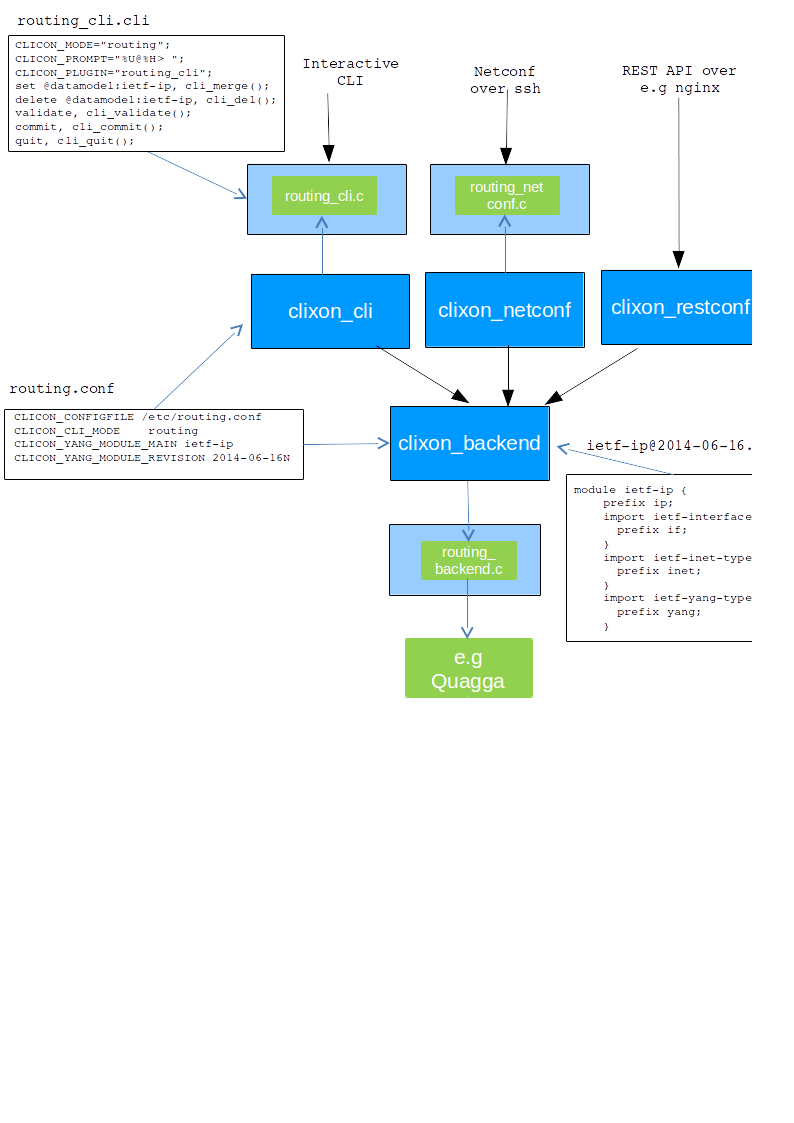 routing_cli.cli
CLICON_MODE="routing";
CLICON_PROMPT="%U@%H> ";
CLICON_PLUGIN="routing_cli";
set @datamodel:ietf-ip, cli_merge();
delete @datamodel:ietf-ip, cli_del();
validate, cli_validate();
commit, cli_commit();
quit, cli_quit();
Interactive
CLI
Netconf
over ssh
REST API over
e.g nginx
routing_cli.c
routing_net
conf.c
clixon_cli
clixon_netconf
clixon_restconf
routing.conf
CLICON_CONFIGFILE /etc/routing.conf
CLICON_CLI_MODE    routing
CLICON_YANG_MODULE_MAIN ietf-ip
CLICON_YANG_MODULE_REVISION 2014-06-16N
clixon_backend
ietf-ip@2014-06-16.
module ietf-ip {
prefix ip;
import ietf-interface
prefix if;
}
import ietf-inet-type
prefix inet;
}
import ietf-yang-type
prefix yang;
}
routing_
backend.c
e.g
Quagga